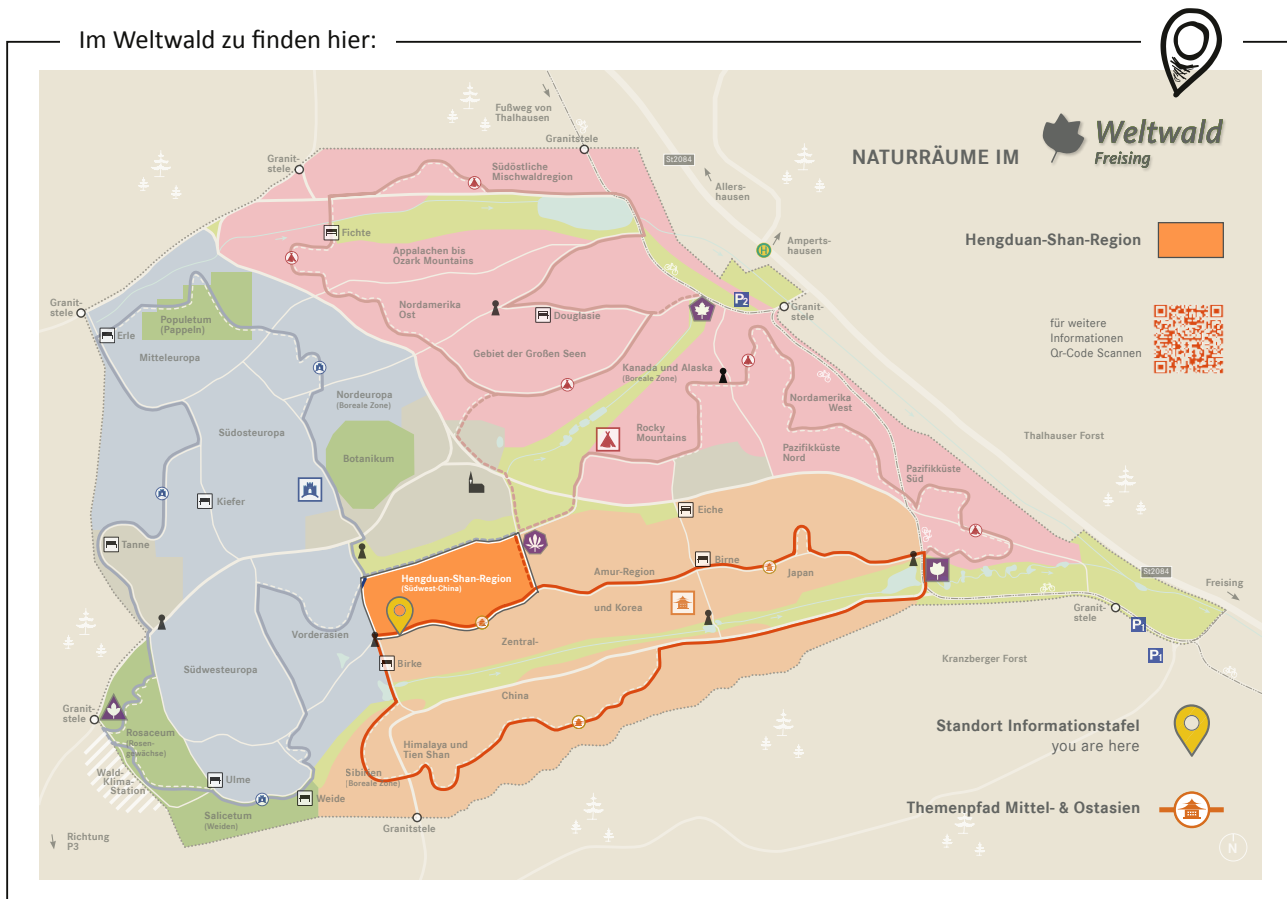 Im Weltwald zu finden hier:
Fußweg von
Thalhausen
Granitstele
Granit-
stele
Südöstliche
Mischwaldregion
St2084
NATURRÄUME IM
Weltwald
Freising
Allers-
hausen
Fichte
Appalachen bis
Ozark Mountains
H
Amperts-
hausen
Hengduan-Shan-Region
Granit-
stele
Populetum
(Pappeln)
Nordamerika
Ost
Douglasie
P2
Granit-
stele
Erle
Mitteleuropa
Gebiet der Großen Seen
für weitere
Informationen
Qr-Code Scannen
Kanada und Alaska
(Boreale Zone)
Nordeuropa
(Boreale Zone)
Nordamerika
West
Südosteuropa
Rocky
Mountains
Thalhauser Forst
Botanikum
Pazifikküste
Nord
Pazifikküste
Süd
Kiefer
Eiche
Tanne
Birne
Hengduan-Shan-Region
(Südwest-China)
Amur-Region
Japan
St2084
Freising
und Korea
Granit-
stele
P1
P1
Vorderasien
Zentral-
Birke
Kranzberger Forst
Südwesteuropa
China
Granit-
stele
Rosaceum
(Rosen-
gewächse)
Himalaya und
Tien Shan
Standort Informationstafel
you are here
Wald-
Klima-
Station
Ulme
Sibirien
(Boreale Zone)
Weide
Salicetum
(Weiden)
Granitstele
Themenpfad Mittel- & Ostasien
Richtung
P3
N